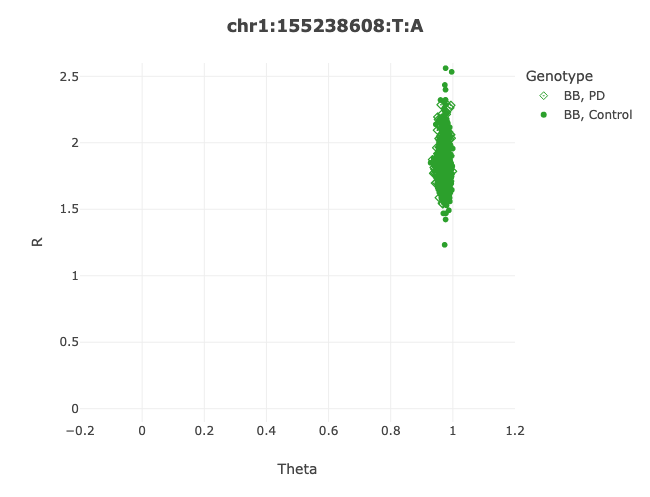 chr1:155238608:T:A
Genotype
BB, PD
BB, Control
2.5
2
1.5
1
0.5
0
R
−0.2 0 0.2 0.4 0.6 0.8 1 1.2
Theta